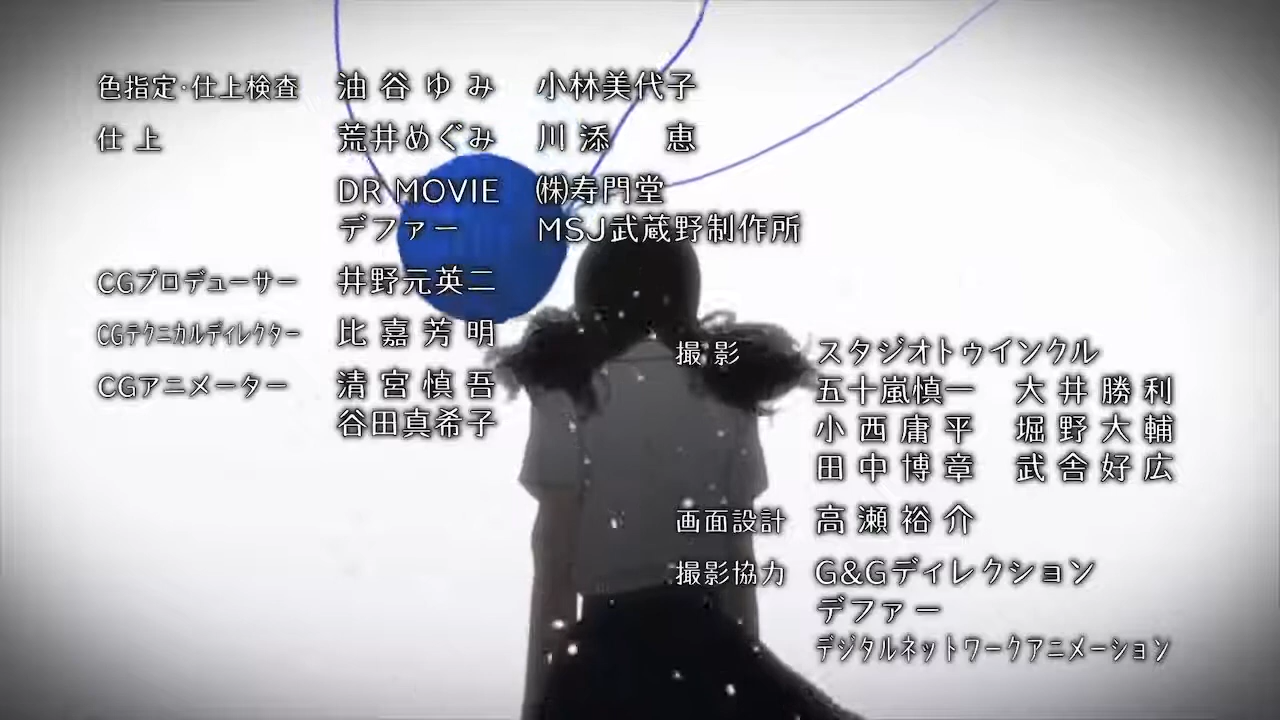 色指定・仕上検査 油谷ゆみ 小林美代子
仕上 荒井めぐみ 川添 恵
DR MOVIE ㈱寿門堂
デファー MSJ武蔵野制作所
CGプロデューサー 井野元英二
CGテクニカルディレクター 比嘉芳明
CGアニメーター 清宮慎吾
谷田真希子
撮影 スタジオトゥインクル
五十嵐慎一 大井勝利
小西庸平 堀野大輔
田中博章 武舎好広
画面設計 高瀬裕介
撮影協力 G&Gディレクション
デファー
デジタルネットワークアニメーション